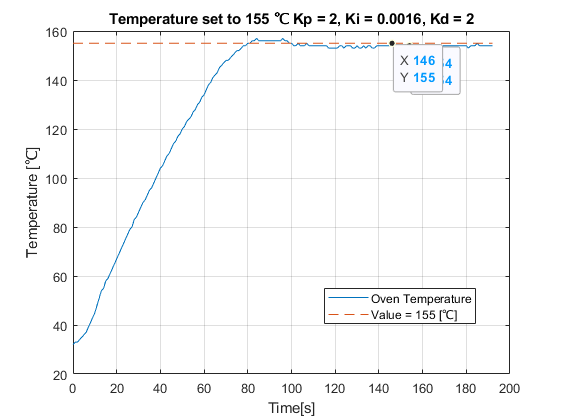 Temperature set to 155 ℃ Kp = 2, Ki = 0.0016, Kd = 2
160
140
120
100
80
60
40
20
0 20 40 60 80 100 120 140 160 180 200
Temperature [℃]
Time[s]
X 146
Y 155
Oven Temperature
Value = 155 [℃]